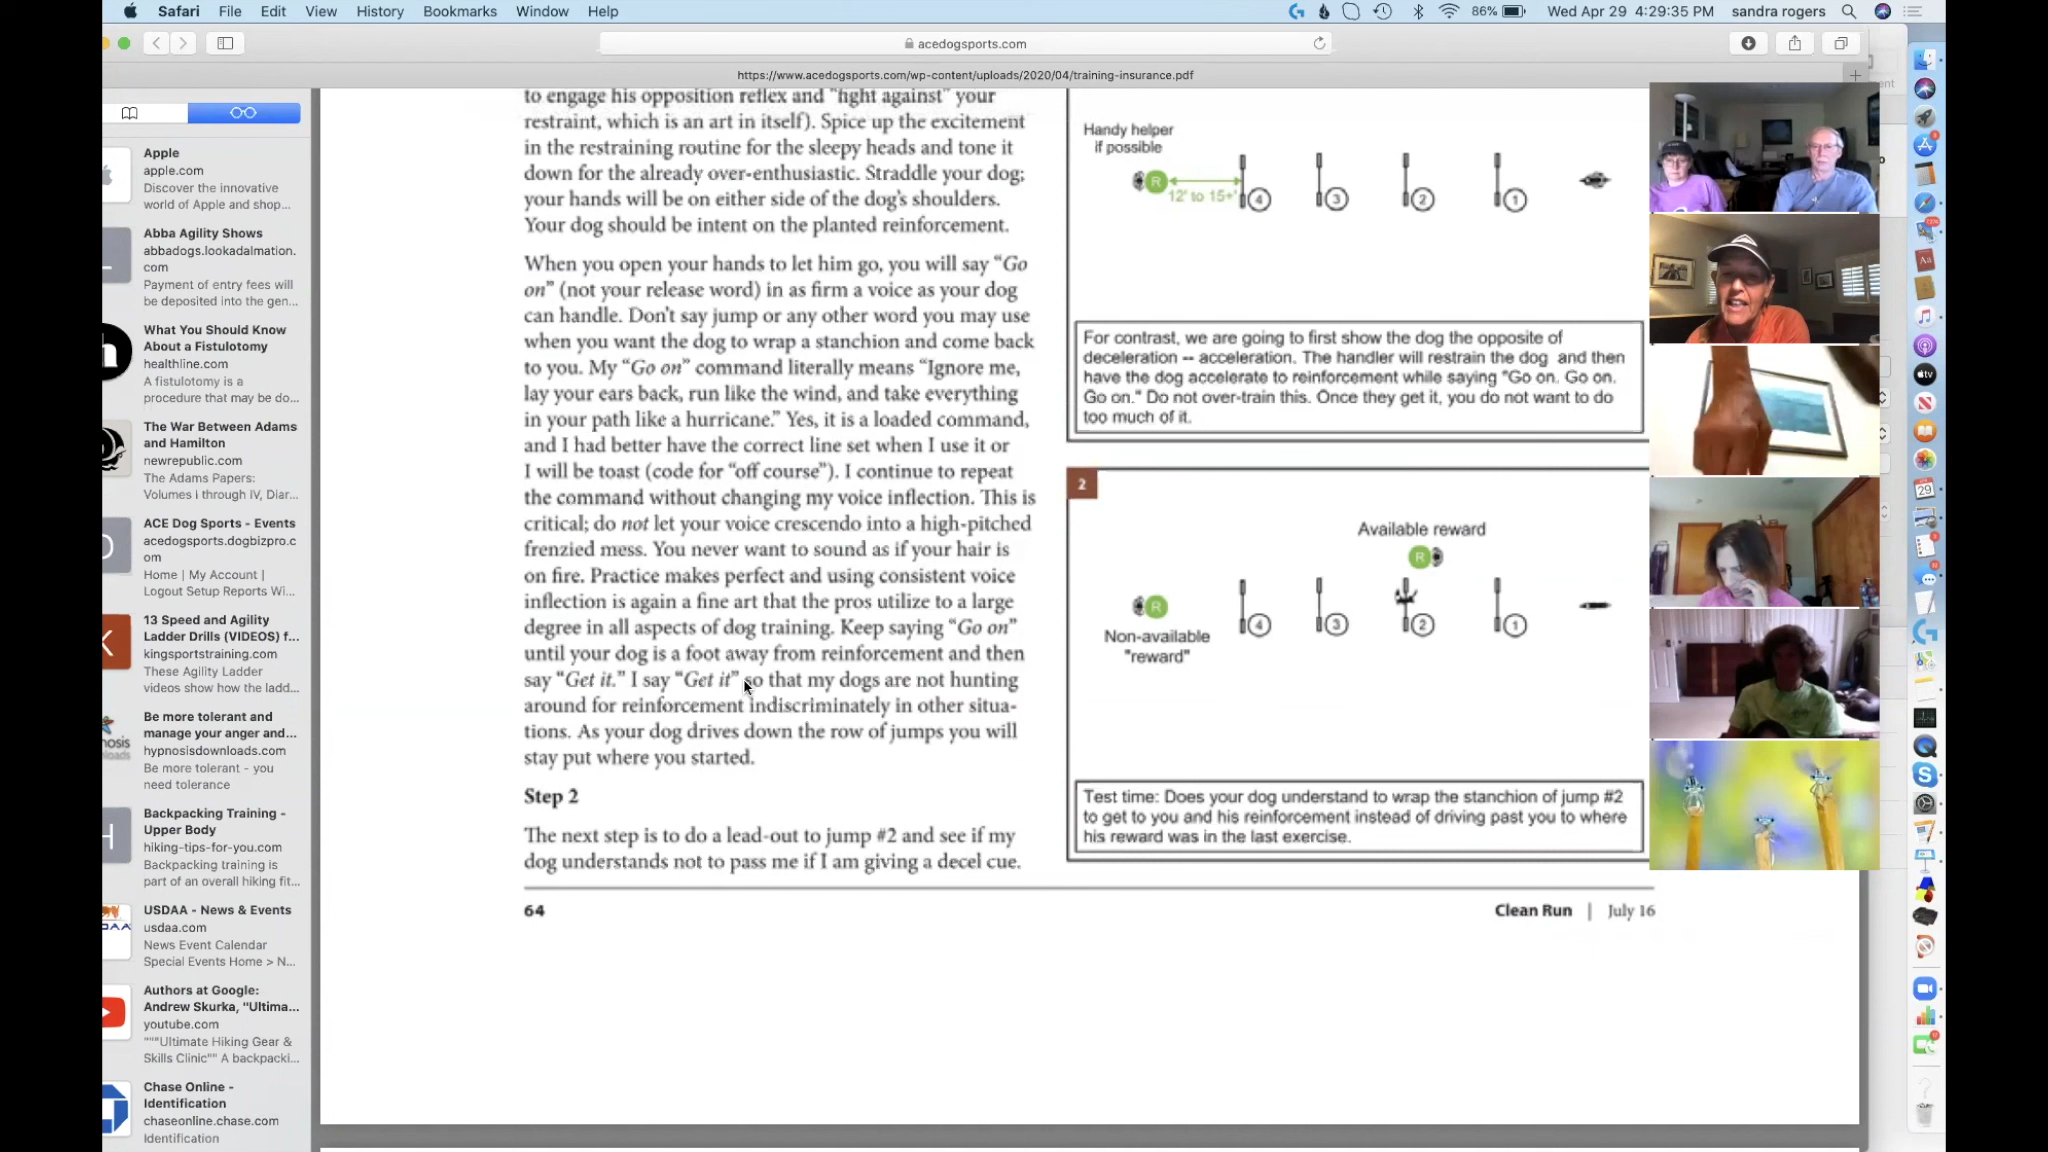 Safari File Edit View History Bookmarks Window Help
86% Wed Apr 29 4:29:35 PM sandra rogers
acedogsports.com
https://www.acedogsports.com/wp-content/uploads/2020/04/training-insurance.pdf
Apple
apple.com
Discover the innovative
world of Apple and shop...
Abba Agility Shows
abbadogs.lookadalmation.
com
Payment of entry fees will
be deposited into the gen...
What You Should Know
About a Fistulotomy
healthline.com
A fistulotomy is a
procedure that may be do...
The War Between Adams
and Hamilton
newrepublic.com
The Adams Papers:
Volumes i through IV, Diar...
ACE Dog Sports - Events
acedogsports.dogbizpro.c
om
Home | My Account |
Logout Setup Reports Wi...
13 Speed and Agility
Ladder Drills (VIDEOS) f...
kingsportstraining.com
These Agility Ladder
videos show how the ladd...
Be more tolerant and
manage your anger and...
hypnosisdownloads.com
Be more tolerant - you
need tolerance
Backpacking Training -
Upper Body
hiking-tips-for-you.com
Backpacking training is
part of an overall hiking fit...
USDAA - News & Events
usdaa.com
News Event Calendar
Special Events Home > N...
Authors at Google:
Andrew Skurka, "Ultima...
youtube.com
"""Ultimate Hiking Gear &
Skills Clinic"" A backpacki...
Chase Online -
Identification
chaseonline.chase.com
Identification
to engage his opposition reflex and "fight against" your
restraint, which is an art in itself). Spice up the excitement
in the restraining routine for the sleepy heads and tone it
down for the already over-enthusiastic. Straddle your dog;
your hands will be on either side of the dog's shoulders.
Your dog should be intent on the planted reinforcement.
When you open your hands to let him go, you will say "Go
on" (not your release word) in as firm a voice as your dog
can handle. Don't say jump or any other word you may use
when you want the dog to wrap a stanchion and come back
to you. My "Go on" command literally means "Ignore me,
lay your ears back, run like the wind, and take everything
in your path like a hurricane." Yes, it is a loaded command,
and I had better have the correct line set when I use it or
I will be toast (code for "off course"). I continue to repeat
the command without changing my voice inflection. This is
critical; do not let your voice crescendo into a high-pitched
frenzied mess. You never want to sound as if your hair is
on fire. Practice makes perfect and using consistent voice
inflection is again a fine art that the pros utilize to a large
degree in all aspects of dog training. Keep saying "Go on"
until your dog is a foot away from reinforcement and then
say "Get it." I say "Get it" so that my dogs are not hunting
around for reinforcement indiscriminately in other situa-
tions. As your dog drives down the row of jumps you will
stay put where you started.
Step 2
The next step is to do a lead-out to jump #2 and see if my
dog understands not to pass me if I am giving a decel cue.
Handy helper
if possible
R
12' to 15+'
4 3 2 1
For contrast, we are going to first show the dog the opposite of
deceleration -- acceleration. The handler will restrain the dog and then
have the dog accelerate to reinforcement while saying "Go on. Go on.
Go on." Do not over-train this. Once they get it, you do not want to do
too much of it.
2
Available reward
R
R
4 3 2 1
Non-available
"reward"
Test time: Does your dog understand to wrap the stanchion of jump #2
to get to you and his reinforcement instead of driving past you to where
his reward was in the last exercise.
64
Clean Run | July 16